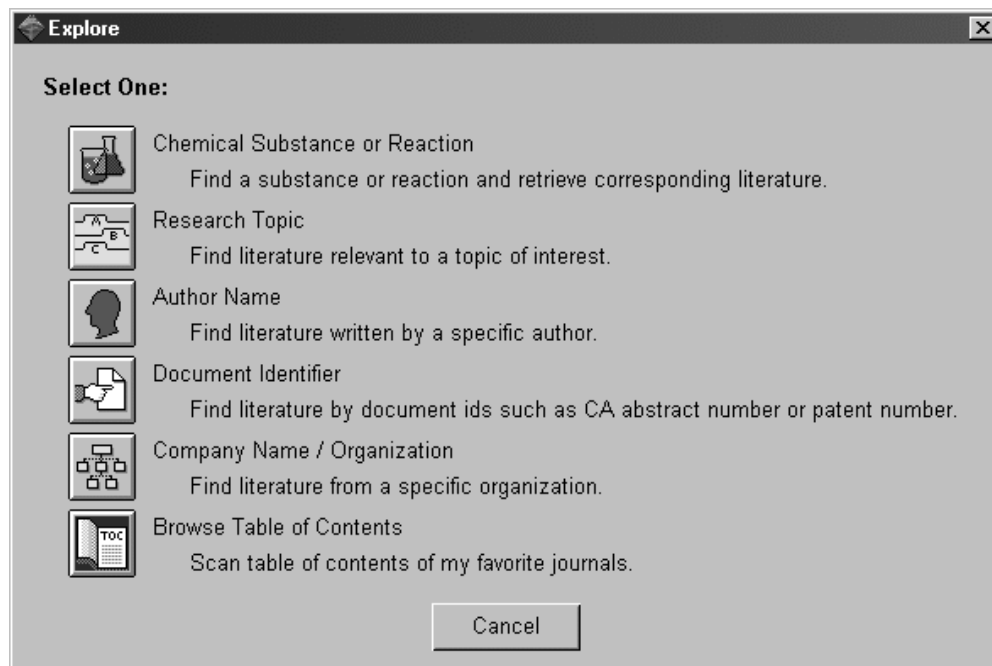 Explore
Select One:
Chemical Substance or Reaction
Find a substance or reaction and retrieve corresponding literature.
A
B
C
Research Topic
Find literature relevant to a topic of interest.
Author Name
Find literature written by a specific author.
Document Identifier
Find literature by document ids such as CA abstract number or patent number.
Company Name / Organization
Find literature from a specific organization.
TOC
Browse Table of Contents
Scan table of contents of my favorite journals.
Cancel